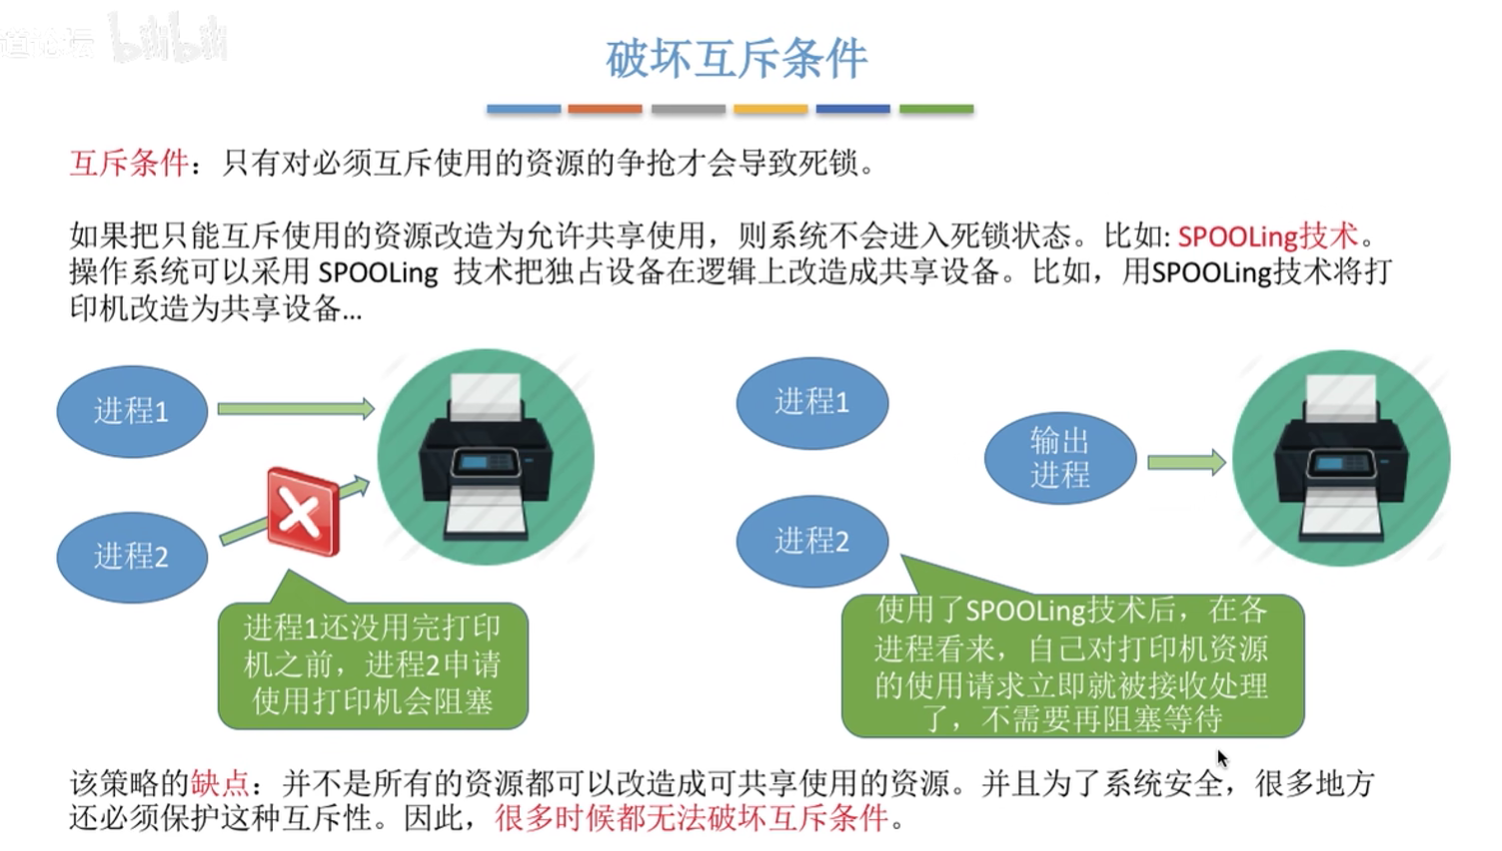 道论坛 bilibili
破坏互斥条件
互斥条件：只有对必须互斥使用的资源的争抢才会导致死锁。
如果把只能互斥使用的资源改造为允许共享使用，则系统不会进入死锁状态。比如: SPOOLing技术。
操作系统可以采用 SPOOLing 技术把独占设备在逻辑上改造成共享设备。比如，用SPOOLing技术将打
印机改造为共享设备...
进程1
进程2
进程1还没用完打印
机之前，进程2申请
使用打印机会阻塞
进程1
进程2
输出
进程
使用了SPOOLing技术后，在各
进程看来，自己对打印机资源
的使用请求立即就被接收处理
了，不需要再阻塞等待
该策略的缺点：并不是所有的资源都可以改造成可共享使用的资源。并且为了系统安全，很多地方
还必须保护这种互斥性。因此，很多时候都无法破坏互斥条件。